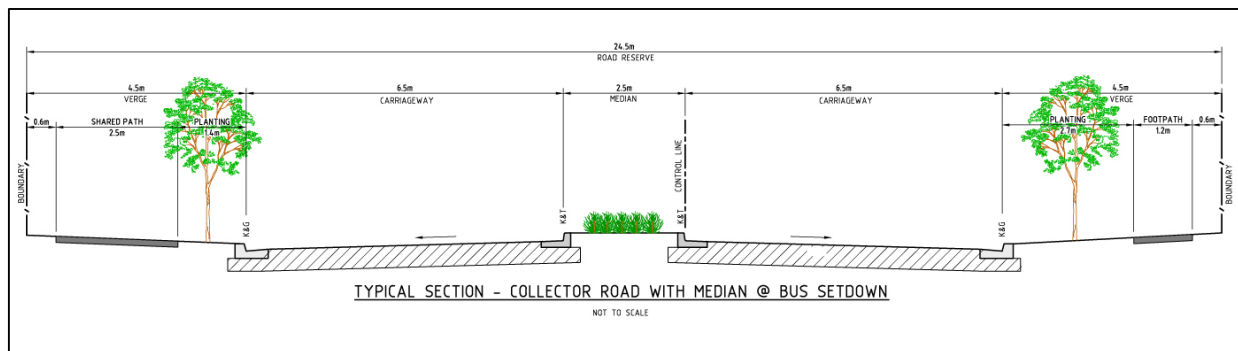 24.5m
ROAD RESERVE
4.5m
VERGE
6.5m
CARRIAGEWAY
2.5m
MEDIAN
6.5m
CARRIAGEWAY
4.5m
VERGE
0.6m
SHARED PATH
2.5m
PLANTING
1.4m
PLANTING
2.7m
FOOTPATH
1.2m
0.6m
BOUNDARY
K&G
K&T
CONTROL LINE
K&T
K&G
BOUNDARY
TYPICAL SECTION - COLLECTOR ROAD WITH MEDIAN @ BUS SETDOWN
NOT TO SCALE